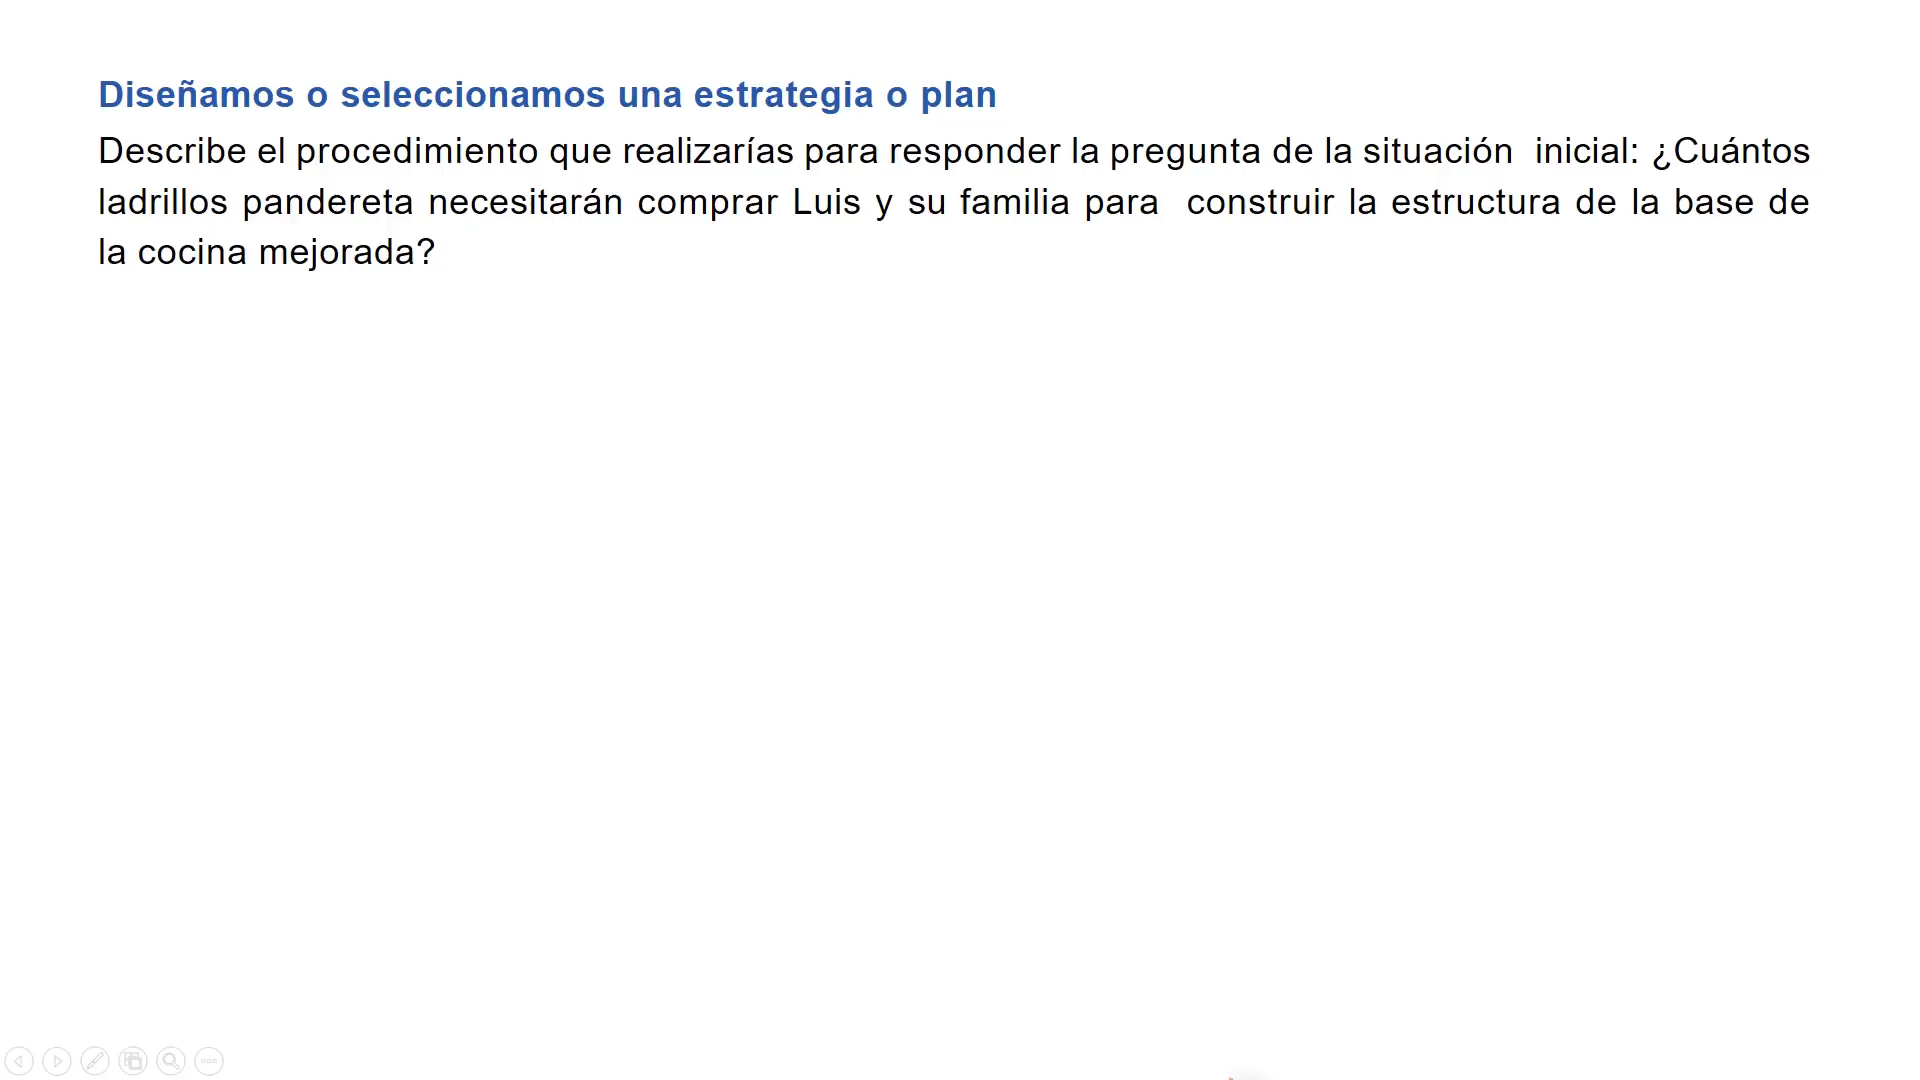 Diseñamos o seleccionamos una estrategia o plan
Describe el procedimiento que realizarías para responder la pregunta de la situación  inicial: ¿Cuántos
ladrillos pandereta necesitarán comprar Luis y su familia para  construir la estructura de la base de
la cocina mejorada?